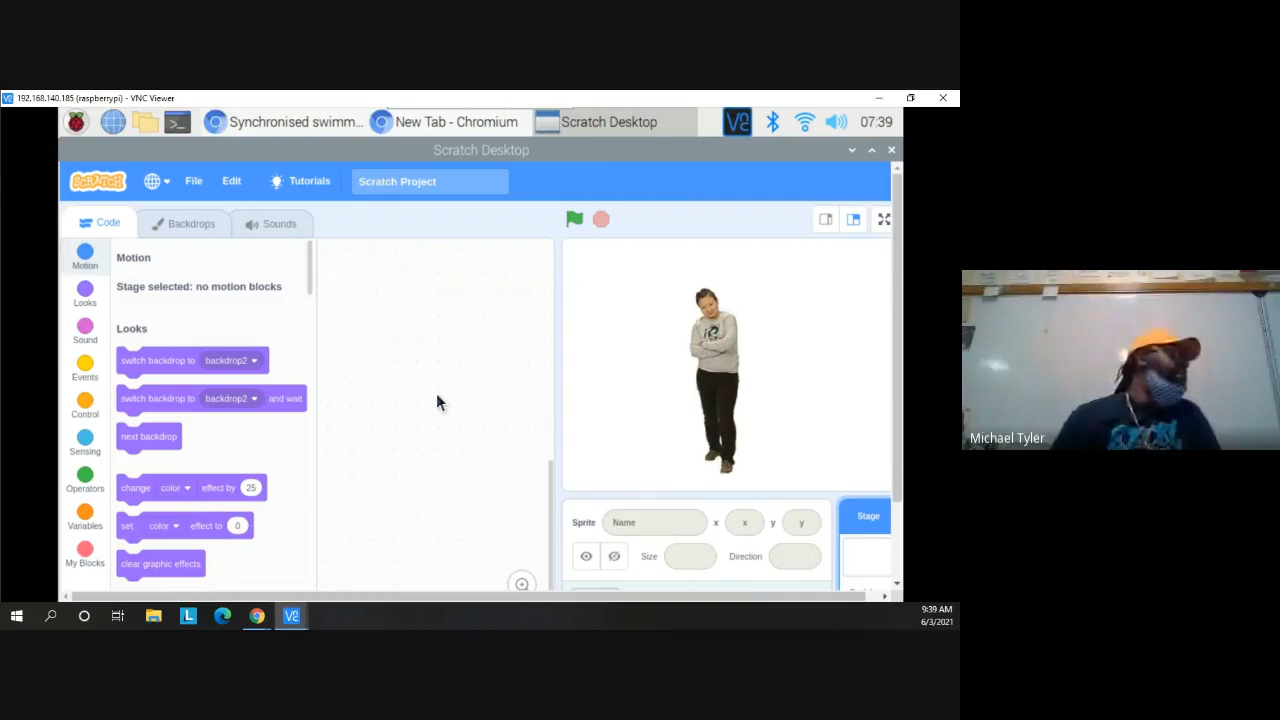 192.168.140.185 (raspberrypi) - VNC Viewer
Synchronised swimm...
New Tab - Chromium
Scratch Desktop
07:39
Scratch Desktop
SCRATCH
File
Edit
Tutorials
Scratch Project
Code
Backdrops
Sounds
Motion
Looks
Sound
Events
Control
Sensing
Operators
Variables
My Blocks
Motion
Stage selected: no motion blocks
Looks
switch backdrop to backdrop2
switch backdrop to backdrop2 and wait
next backdrop
change color effect by 25
set color effect to 0
clear graphic effects
Sprite Name x x y y
Size Direction
Stage
Michael Tyler
9:39 AM
6/3/2021